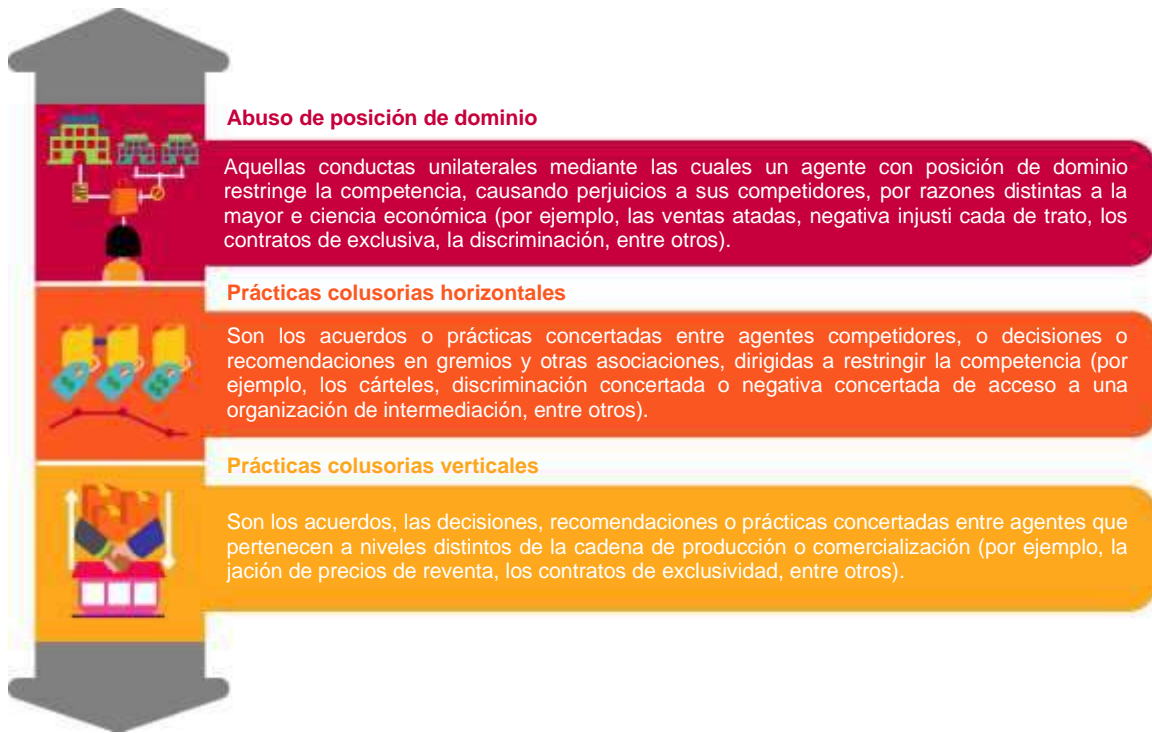 Abuso de posición de dominio
Aquellas conductas unilaterales mediante las cuales un agente con posición de dominio
restringe la competencia, causando perjuicios a sus competidores, por razones distintas a la
mayor e ciencia económica (por ejemplo, las ventas atadas, negativa injusti cada de trato, los
contratos de exclusiva, la discriminación, entre otros).
Prácticas colusorias horizontales
Son los acuerdos o prácticas concertadas entre agentes competidores, o decisiones o
recomendaciones en gremios y otras asociaciones, dirigidas a restringir la competencia (por
ejemplo, los cárteles, discriminación concertada o negativa concertada de acceso a una
organización de intermediación, entre otros).
Prácticas colusorias verticales
Son los acuerdos, las decisiones, recomendaciones o prácticas concertadas entre agentes que
pertenecen a niveles distintos de la cadena de producción o comercialización (por ejemplo, la
jación de precios de reventa, los contratos de exclusividad, entre otros).